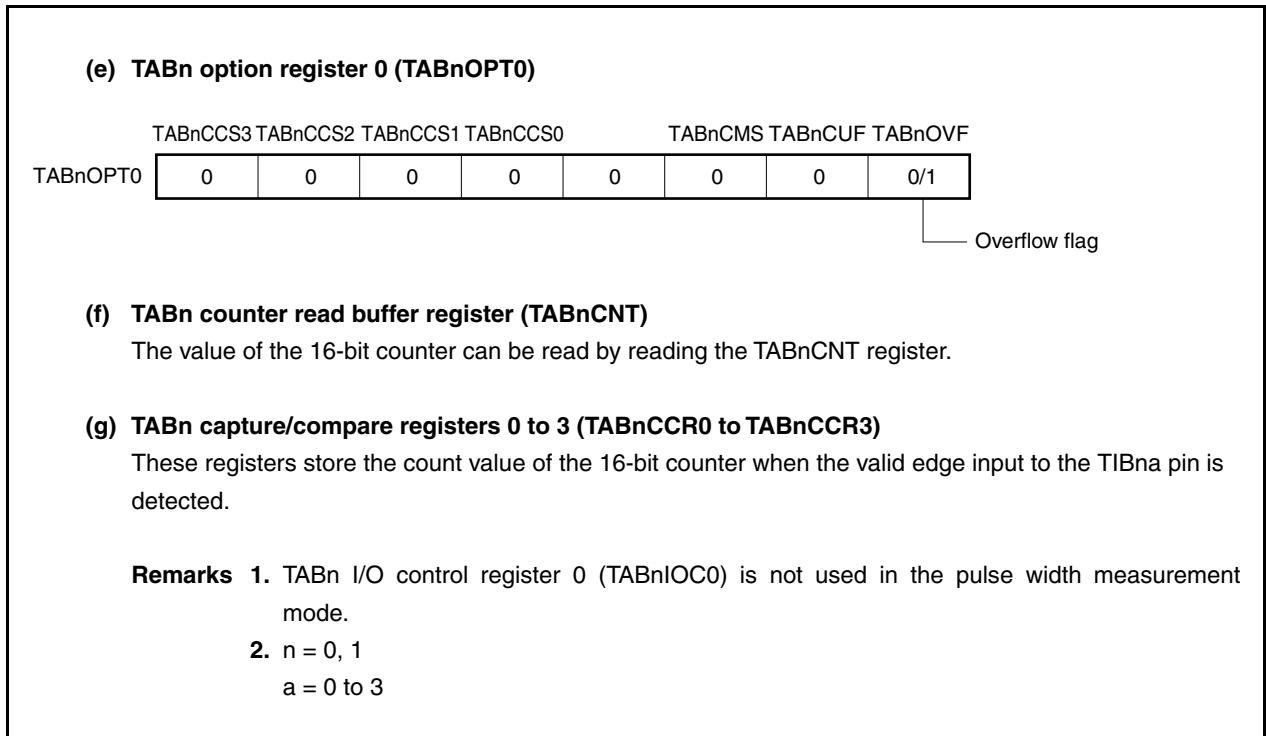 (e) TABn option register 0 (TABnOPT0)
TABnCCS3 TABnCCS2 TABnCCS1 TABnCCS0 TABnCMS TABnCUF TABnOVF
TABnOPT0 0 0 0 0 0 0 0 0/1
Overflow flag
(f) TABn counter read buffer register (TABnCNT)
The value of the 16-bit counter can be read by reading the TABnCNT register.
(g) TABn capture/compare registers 0 to 3 (TABnCCR0 to TABnCCR3)
These registers store the count value of the 16-bit counter when the valid edge input to the TIBna pin is
detected.
Remarks 1. TABn I/O control register 0 (TABnIOC0) is not used in the pulse width measurement
mode.
2. n = 0, 1
a = 0 to 3